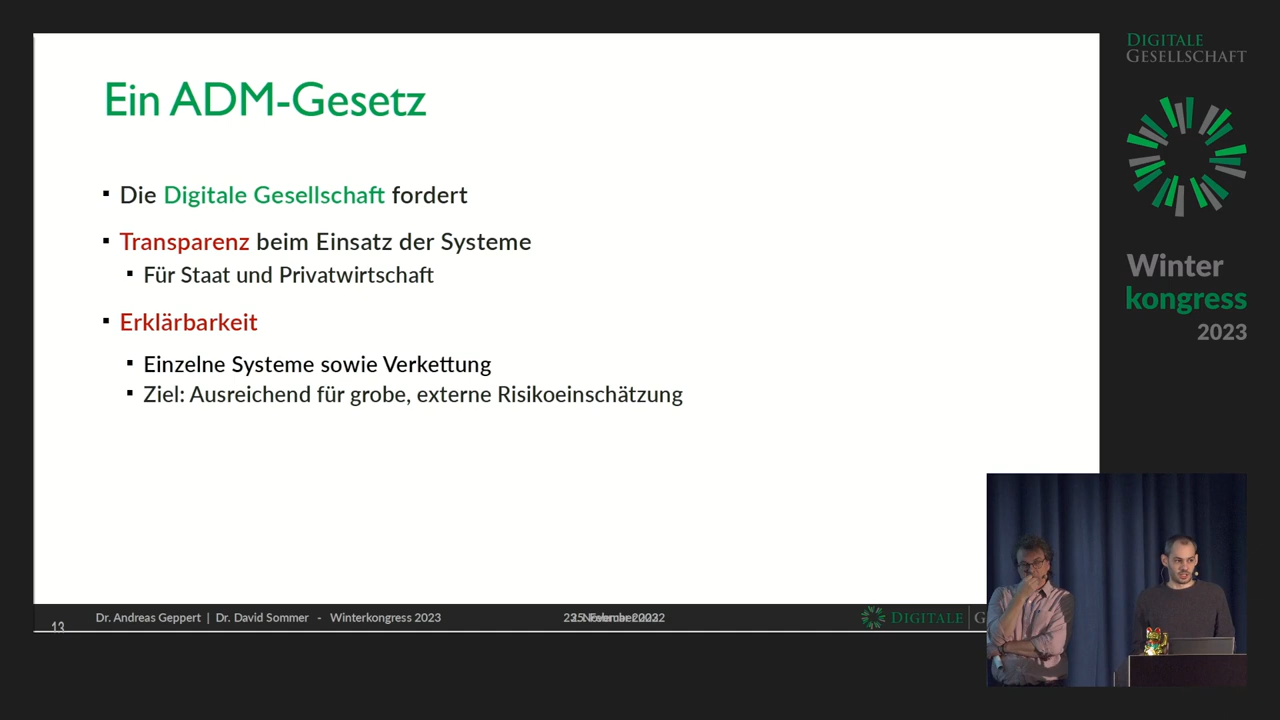 Ein ADM-Gesetz
Die Digitale Gesellschaft fordert
Transparenz beim Einsatz der Systeme
Für Staat und Privatwirtschaft
Erklärbarkeit
Einzelne Systeme sowie Verkettung
Ziel: Ausreichend für grobe, externe Risikoeinschätzung
13
Dr. Andreas Geppert | Dr. David Sommer - Winterkongress 2023
DIGITALE
DIGITALE
GESELLSCHAFT
Winter
kongress
2023